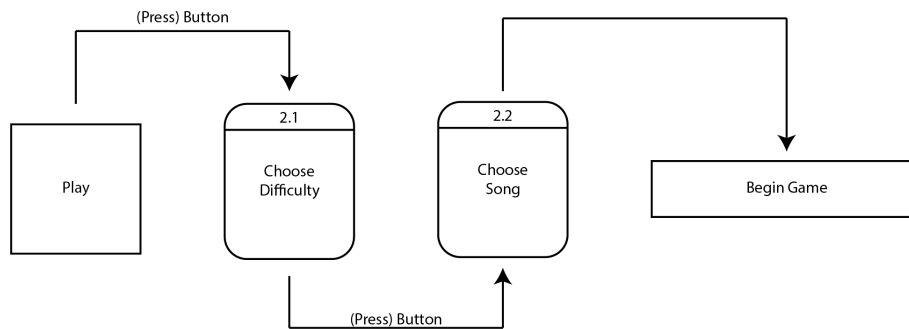 (Press) Button
2.1
2.2
Play
Choose
Difficulty
Choose
Song
Begin Game
(Press) Button